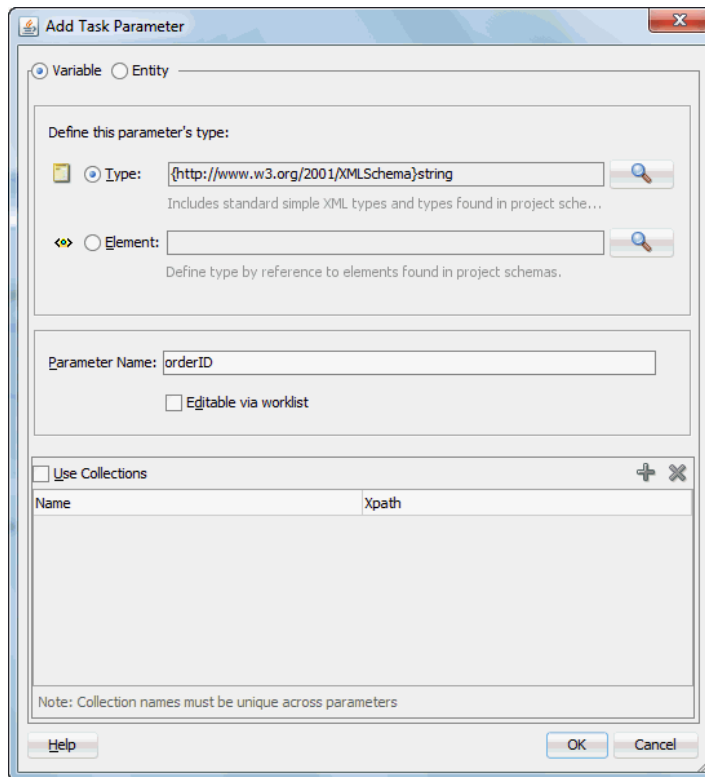 Add Task Parameter
Variable Entity
Define this parameter's type:
Type: {http://www.w3.org/2001/XMLSchema}string
Includes standard simple XML types and types found in project sche...
Element:
Define type by reference to elements found in project schemas.
Parameter Name: orderID
Editable via worklist
Use Collections
Name Xpath
Note: Collection names must be unique across parameters
Help OK Cancel